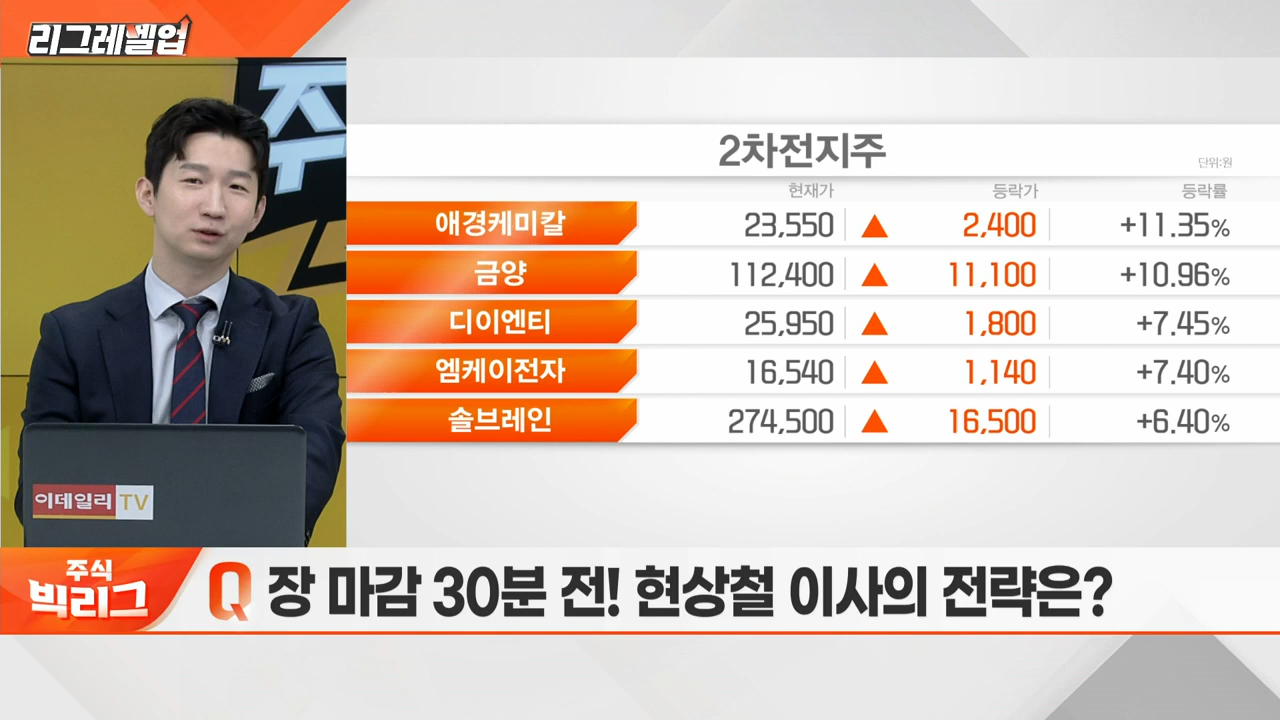 리그레벨업
주
2차전지주
단위:원
현재가 등락가 등락률
애경케미칼 23,550 ▲ 2,400 +11.35%
금양 112,400 ▲ 11,100 +10.96%
디이엔티 25,950 ▲ 1,800 +7.45%
엠케이전자 16,540 ▲ 1,140 +7.40%
솔브레인 274,500 ▲ 16,500 +6.40%
이데일리 TV
주식
빅리그
Q 장 마감 30분 전! 현상철 이사의 전략은?